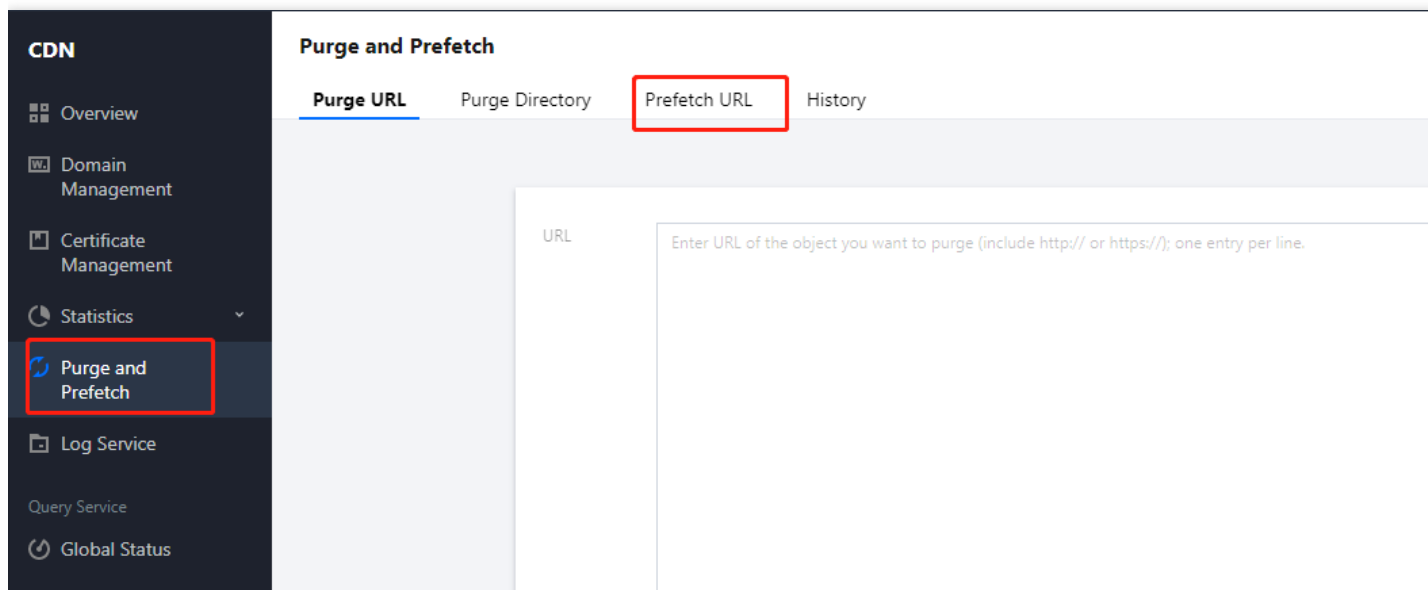 CDN
Overview
Domain
Management
Certificate
Management
Statistics
Purge and
Prefetch
Log Service
Query Service
Global Status
Purge and Prefetch
Purge URL Purge Directory Prefetch URL History
URL
Enter URL of the object you want to purge (include http:// or https://); one entry per line.